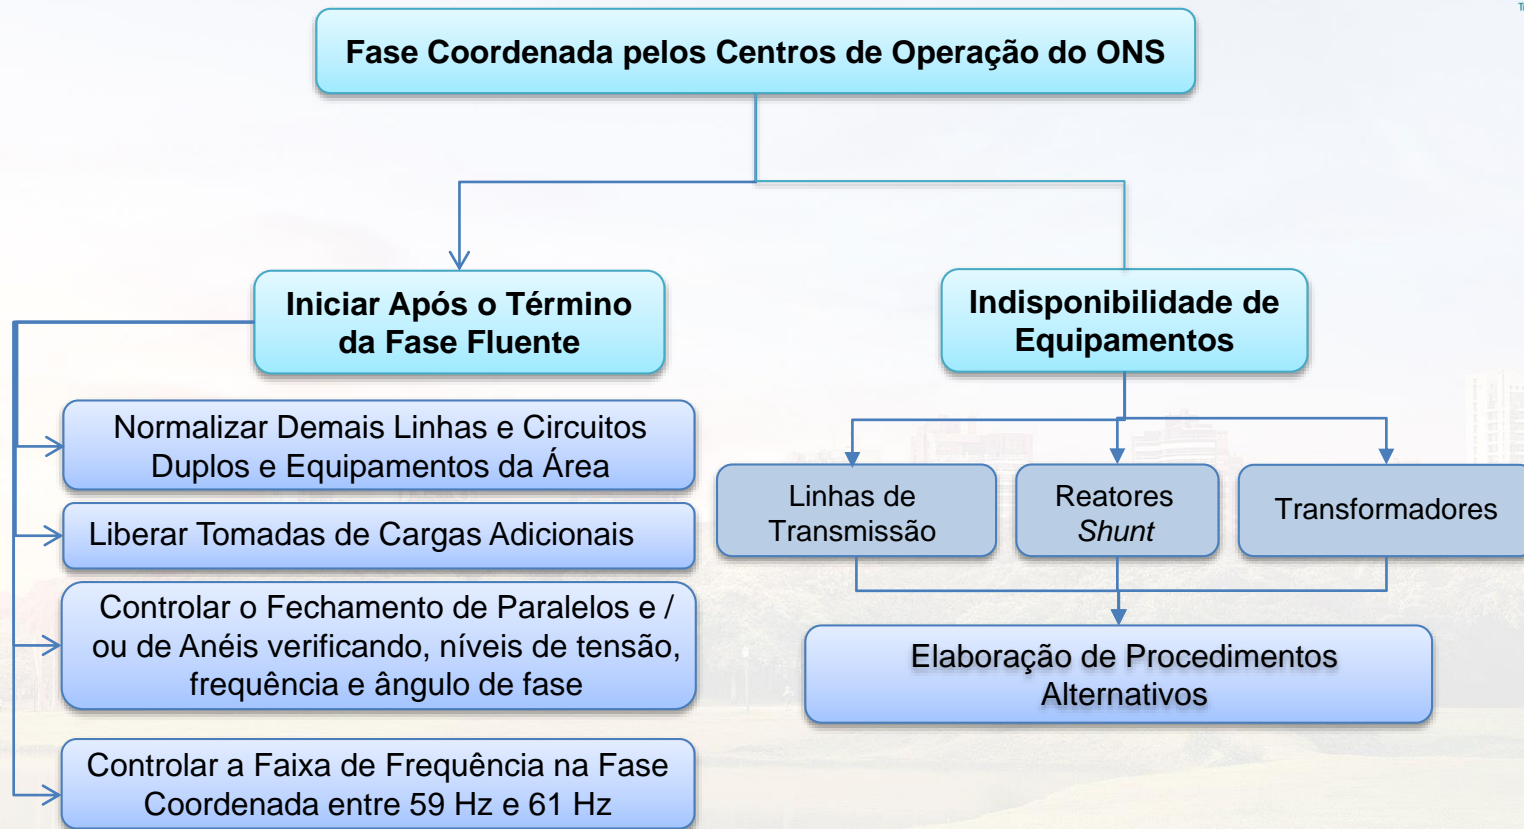 Fase Coordenada pelos Centros de Operação do ONS
Iniciar Após o Término
da Fase Fluente
Normalizar Demais Linhas e Circuitos
Duplos e Equipamentos da Área
Liberar Tomadas de Cargas Adicionais
Controlar o Fechamento de Paralelos e /
ou de Anéis verificando, níveis de tensão,
frequência e ângulo de fase
Controlar a Faixa de Frequência na Fase
Coordenada entre 59 Hz e 61 Hz
Indisponibilidade de
Equipamentos
Linhas de
Transmissão
Reatores
Shunt
Transformadores
Elaboração de Procedimentos
Alternativos